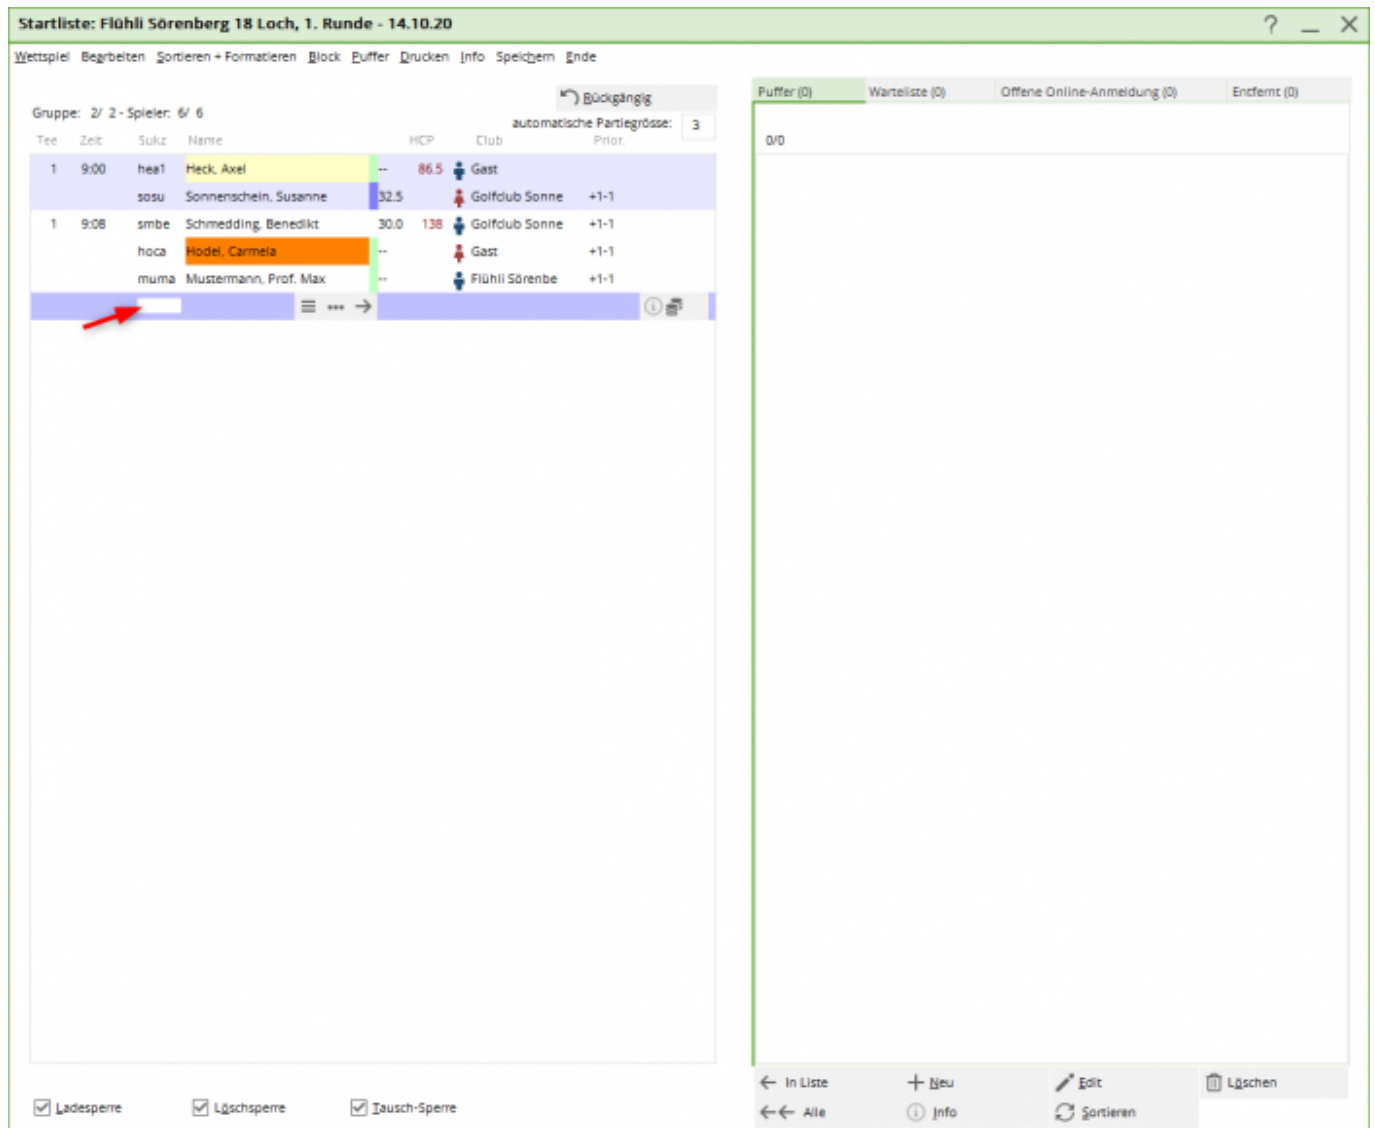 Startliste: Flühli Sörenberg 18 Loch, 1. Runde - 14.10.20
Wettspiel Bearbeiten Sortieren + Formatieren Block Puffer Drucken Info Speichern Ende
Rückgängig
Gruppe: 2/ 2 - Spieler: 6/ 6
automatische Partiegrösse: 3
Tee Zeit Sukz Name HCP Club Prior.
1 9:00 hea1 Heck, Axel -- 86.5 Gast
sosu Sonnenschein, Susanne 32.5 Golfclub Sonne +1-1
1 9:08 smbe Schmedding, Benedikt 30.0 138 Golfclub Sonne +1-1
hoca Hodel, Carmela -- Gast +1-1
muma Mustermann, Prof. Max -- Flühli Sörenbe +1-1
Ladesperre Löschsperre Tausch-Sperre
Puffer (0) Warteliste (0) Offene Online-Anmeldung (0) Entfernt (0)
0/0
In Liste Neu Edit Löschen
Alle Info Sortieren